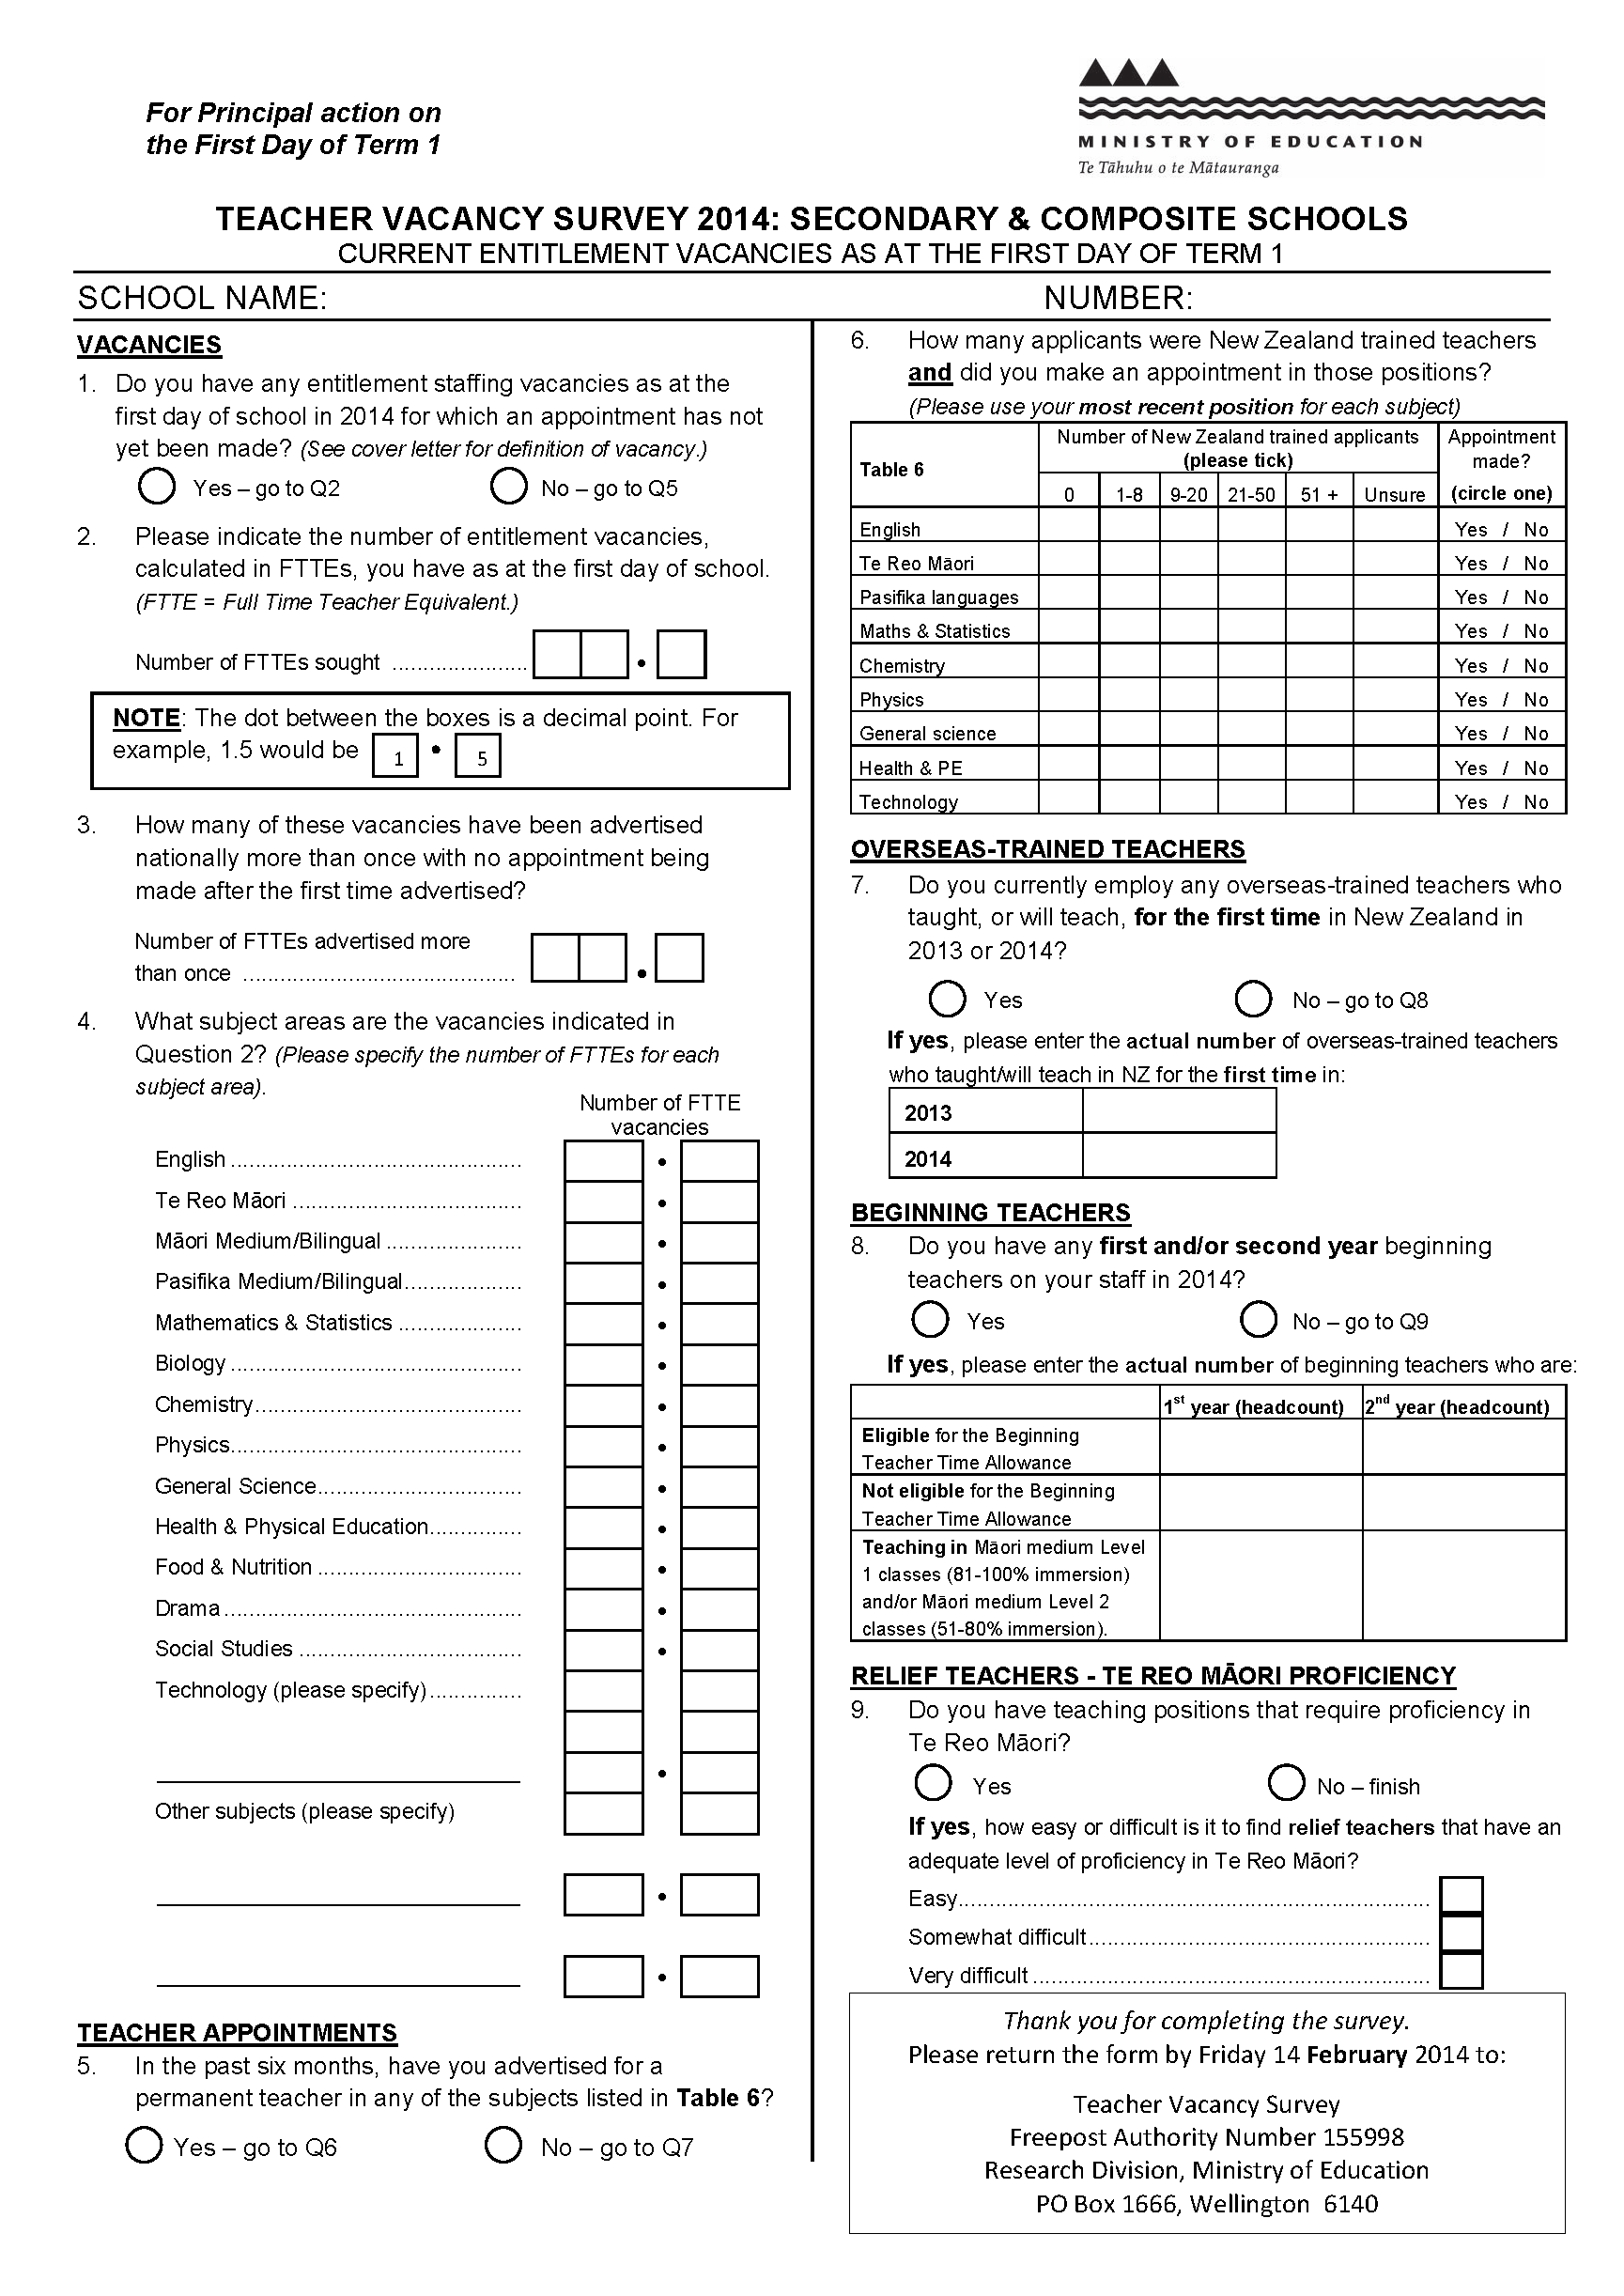 For Principal action on
the First Day of Term 1
MINISTRY OF EDUCATION
Te Tāhuhu o te Mātauranga
TEACHER VACANCY SURVEY 2014: SECONDARY & COMPOSITE SCHOOLS
CURRENT ENTITLEMENT VACANCIES AS AT THE FIRST DAY OF TERM 1
SCHOOL NAME: NUMBER:
VACANCIES
1. Do you have any entitlement staffing vacancies as at the
first day of school in 2014 for which an appointment has not
yet been made? (See cover letter for definition of vacancy.)
Yes – go to Q2 No – go to Q5
2. Please indicate the number of entitlement vacancies,
calculated in FTTEs, you have as at the first day of school.
(FTTE = Full Time Teacher Equivalent.)
Number of FTTEs sought ......................
NOTE: The dot between the boxes is a decimal point. For
example, 1.5 would be 1 • 5
3. How many of these vacancies have been advertised
nationally more than once with no appointment being
made after the first time advertised?
Number of FTTEs advertised more
than once ............................................
4. What subject areas are the vacancies indicated in
Question 2? (Please specify the number of FTTEs for each
subject area).
Number of FTTE
vacancies
English ...............................................
Te Reo Māori .....................................
Māori Medium/Bilingual ......................
Pasifika Medium/Bilingual...................
Mathematics & Statistics ....................
Biology ...............................................
Chemistry...........................................
Physics...............................................
General Science.................................
Health & Physical Education...............
Food & Nutrition .................................
Drama ................................................
Social Studies ....................................
Technology (please specify)...............
Other subjects (please specify)
TEACHER APPOINTMENTS
5. In the past six months, have you advertised for a
permanent teacher in any of the subjects listed in Table 6?
Yes – go to Q6 No – go to Q7
6. How many applicants were New Zealand trained teachers
and did you make an appointment in those positions?
(Please use your most recent position for each subject)
Table 6 Number of New Zealand trained applicants (please tick) Appointment made? (circle one)
0 1-8 9-20 21-50 51 + Unsure
English Yes / No
Te Reo Māori Yes / No
Pasifika languages Yes / No
Maths & Statistics Yes / No
Chemistry Yes / No
Physics Yes / No
General science Yes / No
Health & PE Yes / No
Technology Yes / No
OVERSEAS-TRAINED TEACHERS
7. Do you currently employ any overseas-trained teachers who
taught, or will teach, for the first time in New Zealand in
2013 or 2014?
Yes No – go to Q8
If yes, please enter the actual number of overseas-trained teachers
who taught/will teach in NZ for the first time in:
2013
2014
BEGINNING TEACHERS
8. Do you have any first and/or second year beginning
teachers on your staff in 2014?
Yes No – go to Q9
If yes, please enter the actual number of beginning teachers who are:
1st year (headcount) 2nd year (headcount)
Eligible for the Beginning
Teacher Time Allowance
Not eligible for the Beginning
Teacher Time Allowance
Teaching in Māori medium Level
1 classes (81-100% immersion)
and/or Māori medium Level 2
classes (51-80% immersion).
RELIEF TEACHERS - TE REO MĀORI PROFICIENCY
9. Do you have teaching positions that require proficiency in
Te Reo Māori?
Yes No – finish
If yes, how easy or difficult is it to find relief teachers that have an
adequate level of proficiency in Te Reo Māori?
Easy............................................................................
Somewhat difficult.......................................................
Very difficult ................................................................
Thank you for completing the survey.
Please return the form by Friday 14 February 2014 to:
Teacher Vacancy Survey
Freepost Authority Number 155998
Research Division, Ministry of Education
PO Box 1666, Wellington 6140